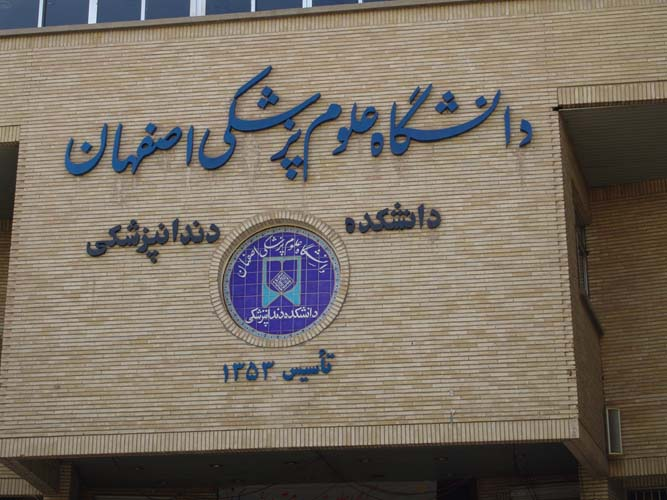 دانشگاه علوم پزشکی اصفهان
دانشکده دندانپزشکی
دانشگاه علوم پزشکی اصفهان
دانشکده دندانپزشکی
تأسیس ۱۳۵۳